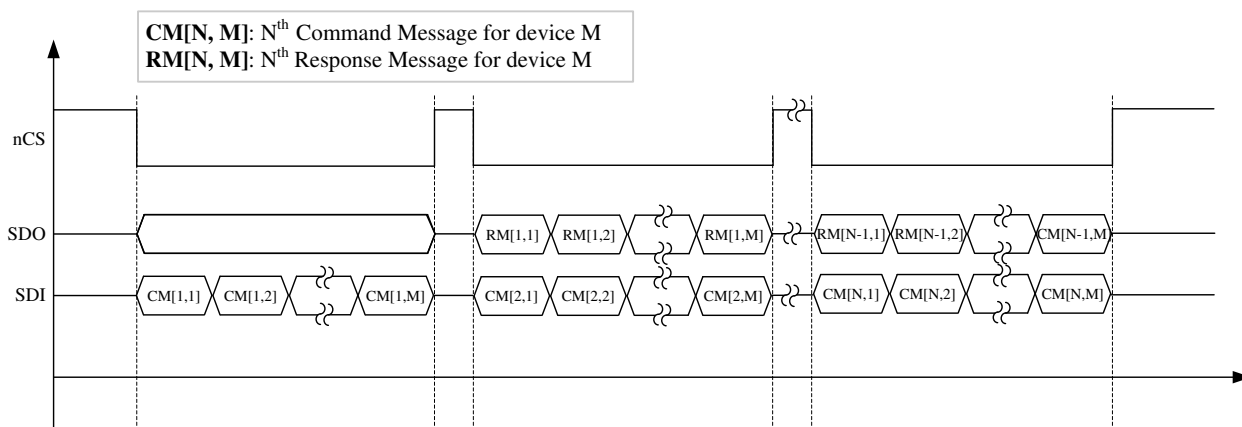 CM[N, M]: Nth Command Message for device M
RM[N, M]: Nth Response Message for device M
nCS
SDO
RM[1,1] RM[1,2] RM[1,M] RM[N-1,1] RM[N-1,2] CM[N-1,M]
SDI
CM[1,1] CM[1,2] CM[1,M] CM[2,1] CM[2,2] CM[2,M] CM[N,1] CM[N,2] CM[N,M]